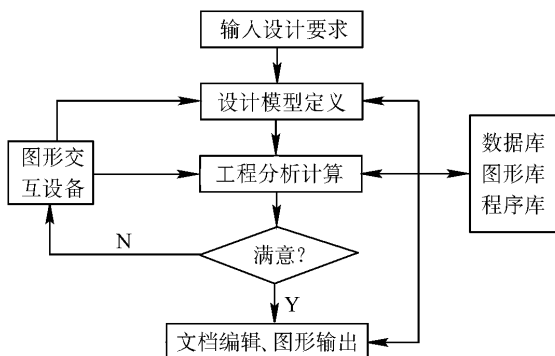 输入设计要求
设计模型定义
图形交
互设备
工程分析计算
数据库
图形库
程序库
满意?
N
Y
文档编辑、图形输出